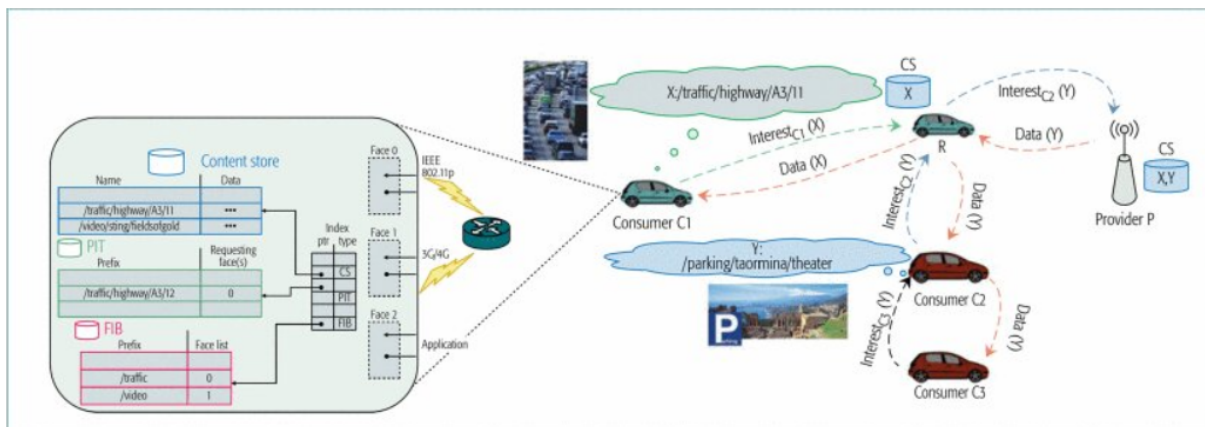 Content store
Name Data
/traffic/highway/A3/11 •••
/video/sting/fieldsofgold •••
PIT
Prefix Requesting face(s)
/traffic/highway/A3/12 0
FIB
Prefix Face list
/traffic 0
/video 1
Index
ptr type
CS
PIT
FIB
Face 0
IEEE
802.11p
Face 1
3G/4G
Face 2
Application
X:/traffic/highway/A3/11
CS
X
R
Interest_C1 (X)
Data (X)
Consumer C1
Interest_C2 (Y)
Data (Y)
CS
X,Y
Provider P
Interest_C2 (Y)
Data (Y)
Y:
/parking/taormina/theater
Consumer C2
P
Parking
Interest_C3 (Y)
Data (Y)
Consumer C3